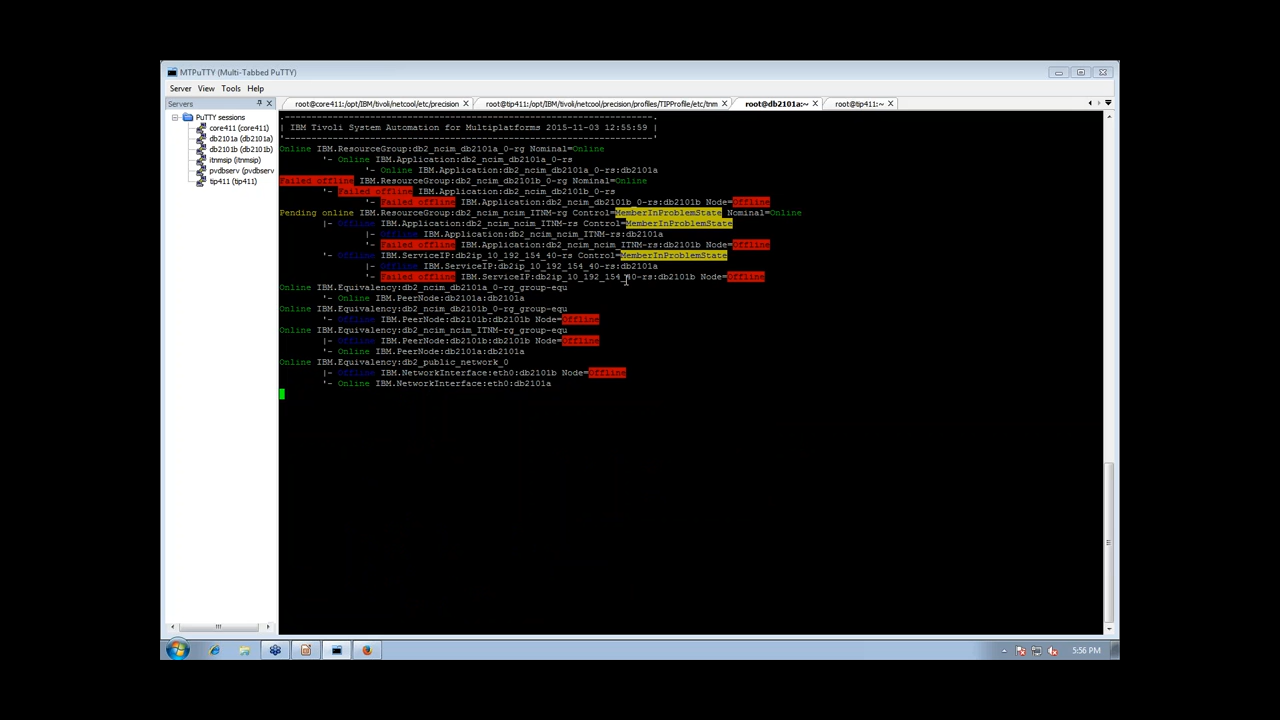 MTPuTTY (Multi-Tabbed PuTTY)
Server View Tools Help
Servers
root@core411:/opt/IBM/tivoli/netcool/etc/precision root@tip411:/opt/IBM/tivoli/netcool/precision/profiles/TIPProfile/etc/tnm root@db2101a:~ root@tip411:~
PuTTY sessions
core411 (core411)
db2101a (db2101a)
db2101b (db2101b)
itnmsip (itnmsip)
pvdbserv (pvdbserv
tip411 (tip411)
.---------------------------------------------------------------------.
| IBM Tivoli System Automation for Multiplatforms 2015-11-03 12:55:59 |
'---------------------------------------------------------------------'
Online IBM.ResourceGroup:db2_ncim_db2101a_0-rg Nominal=Online
'- Online IBM.Application:db2_ncim_db2101a_0-rs
'- Online IBM.Application:db2_ncim_db2101a_0-rs:db2101a
Failed offline IBM.ResourceGroup:db2_ncim_db2101b_0-rg Nominal=Online
'- Failed offline IBM.Application:db2_ncim_db2101b_0-rs
'- Failed offline IBM.Application:db2_ncim_db2101b_0-rs:db2101b Node=Offline
Pending online IBM.ResourceGroup:db2_ncim_ncim_ITNM-rg Control=MemberInProblemState Nominal=Online
|- Offline IBM.Application:db2_ncim_ncim_ITNM-rs Control=MemberInProblemState
|- Offline IBM.Application:db2_ncim_ncim_ITNM-rs:db2101a
'- Failed offline IBM.Application:db2_ncim_ncim_ITNM-rs:db2101b Node=Offline
'- Offline IBM.ServiceIP:db2ip_10_192_154_40-rs Control=MemberInProblemState
|- Offline IBM.ServiceIP:db2ip_10_192_154_40-rs:db2101a
'- Failed offline IBM.ServiceIP:db2ip_10_192_154_40-rs:db2101b Node=Offline
Online IBM.Equivalency:db2_ncim_db2101a_0-rg_group-equ
'- Online IBM.PeerNode:db2101a:db2101a
Online IBM.Equivalency:db2_ncim_db2101b_0-rg_group-equ
'- Offline IBM.PeerNode:db2101b:db2101b Node=Offline
Online IBM.Equivalency:db2_ncim_ncim_ITNM-rg_group-equ
|- Offline IBM.PeerNode:db2101b:db2101b Node=Offline
'- Online IBM.PeerNode:db2101a:db2101a
Online IBM.Equivalency:db2_public_network_0
|- Offline IBM.NetworkInterface:eth0:db2101b Node=Offline
'- Online IBM.NetworkInterface:eth0:db2101a
5:56 PM